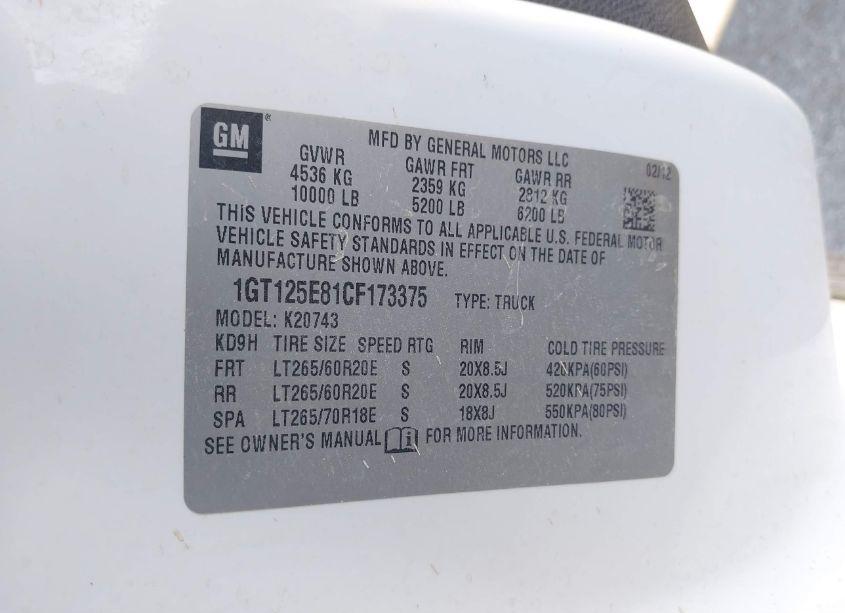 GM ®
MFD BY GENERAL MOTORS LLC
02/12
GVWR GAWR FRT GAWR RR
4536 KG 2359 KG 2812 KG
10000 LB 5200 LB 6200 LB
THIS VEHICLE CONFORMS TO ALL APPLICABLE U.S. FEDERAL MOTOR
VEHICLE SAFETY STANDARDS IN EFFECT ON THE DATE OF
MANUFACTURE SHOWN ABOVE.
1GT125E81CF173375 TYPE: TRUCK
MODEL: K20743
KD9H TIRE SIZE SPEED RTG RIM COLD TIRE PRESSURE
FRT LT265/60R20E S 20X8.5J 420KPA(60PSI)
RR LT265/60R20E S 20X8.5J 520KPA(75PSI)
SPA LT265/70R18E S 18X8J 550KPA(80PSI)
SEE OWNER'S MANUAL FOR MORE INFORMATION.